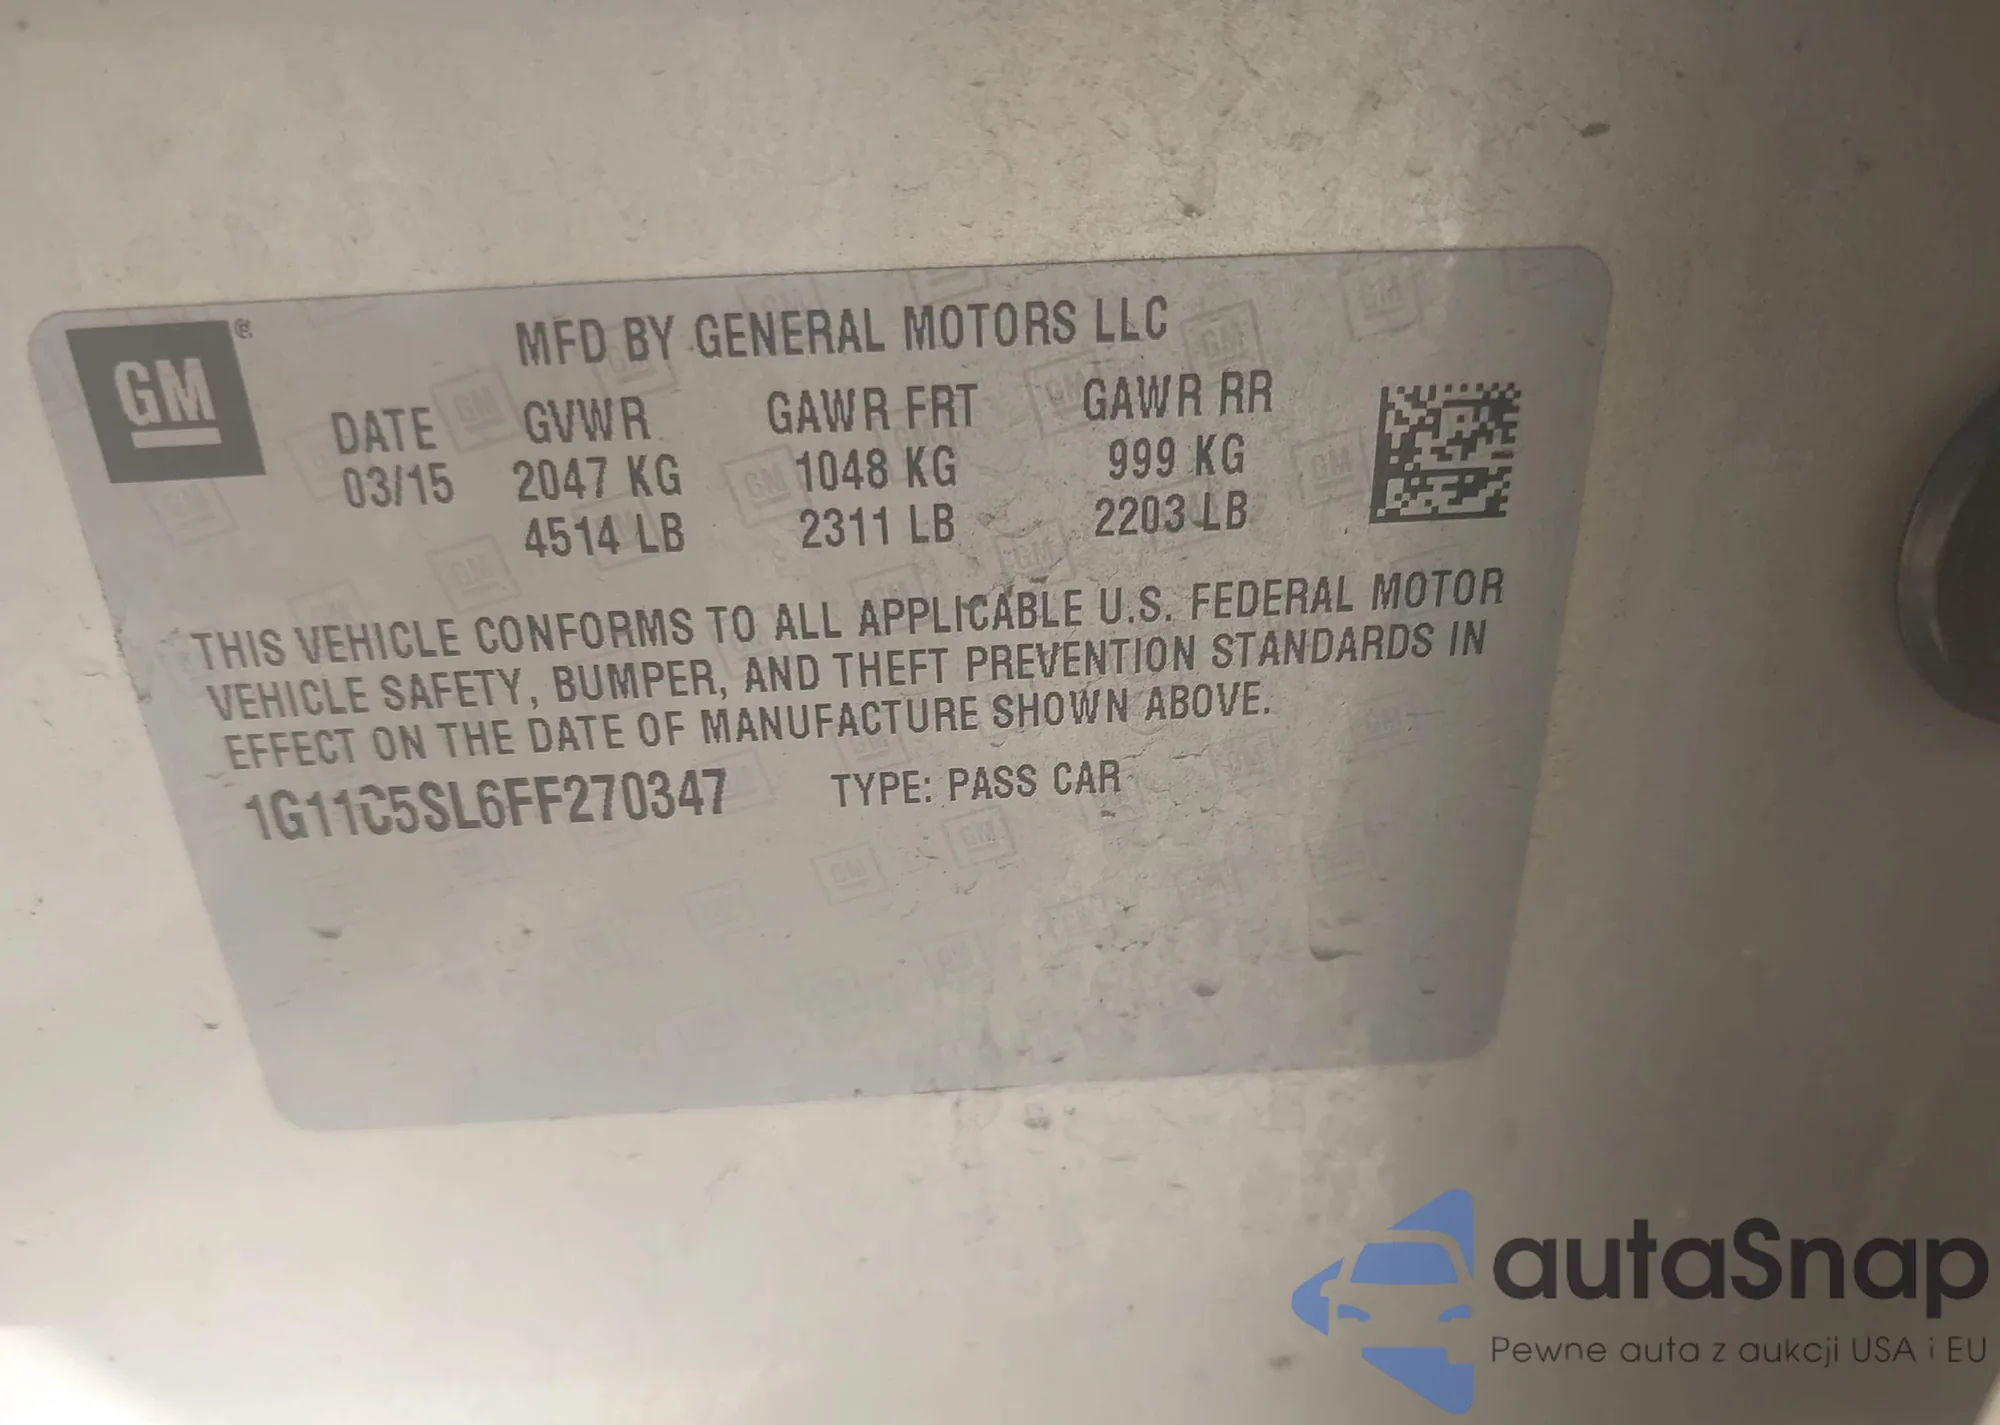 GM®
MFD BY GENERAL MOTORS LLC
DATE GVWR GAWR FRT GAWR RR
03/15 2047 KG 1048 KG 999 KG
4514 LB 2311 LB 2203 LB
THIS VEHICLE CONFORMS TO ALL APPLICABLE U.S. FEDERAL MOTOR
VEHICLE SAFETY, BUMPER, AND THEFT PREVENTION STANDARDS IN
EFFECT ON THE DATE OF MANUFACTURE SHOWN ABOVE.
1G11C5SL6FF270347 TYPE: PASS CAR
autaSnap
Pewne auta z aukcji USA i EU